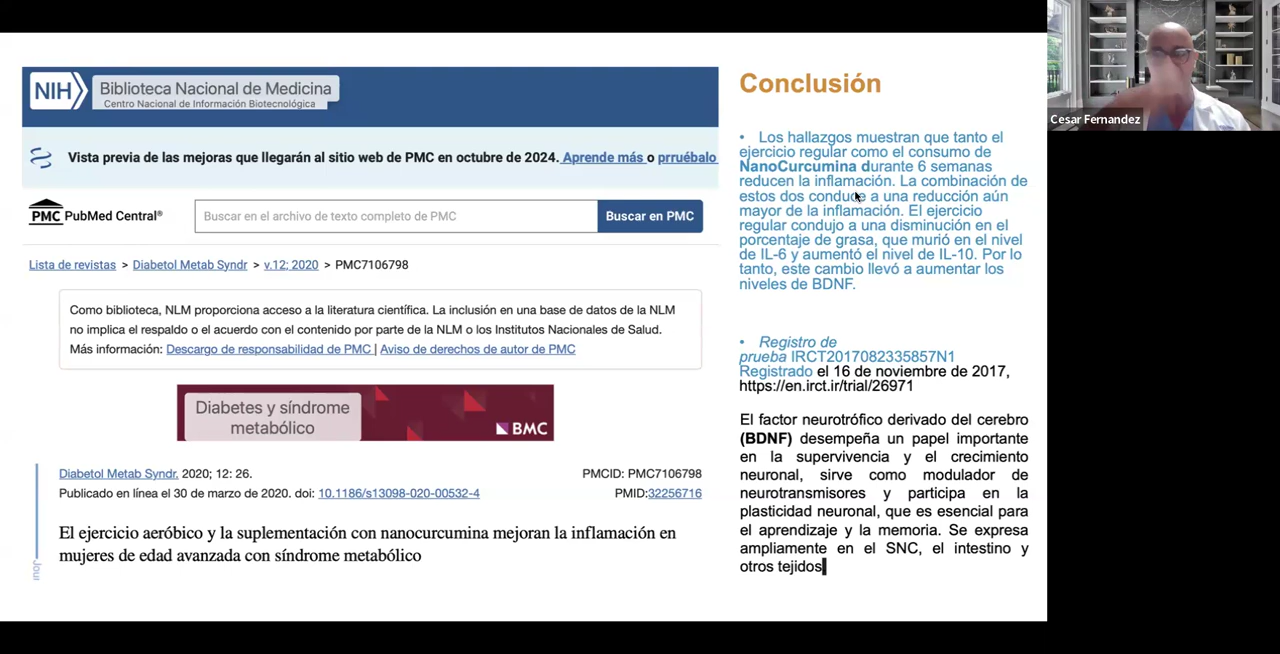 NIH
Biblioteca Nacional de Medicina
Centro Nacional de Información Biotecnológica
Vista previa de las mejoras que llegarán al sitio web de PMC en octubre de 2024. Aprende más o prruébalo
PMC PubMed Central®
Buscar en el archivo de texto completo de PMC
Buscar en PMC
Lista de revistas > Diabetol Metab Syndr > v.12; 2020 > PMC7106798
Como biblioteca, NLM proporciona acceso a la literatura científica. La inclusión en una base de datos de la NLM
no implica el respaldo o el acuerdo con el contenido por parte de la NLM o los Institutos Nacionales de Salud.
Más información: Descargo de responsabilidad de PMC | Aviso de derechos de autor de PMC
Diabetes y síndrome
metabólico
BMC
Diabetol Metab Syndr. 2020; 12: 26.
PMCID: PMC7106798
Publicado en línea el 30 de marzo de 2020. doi: 10.1186/s13098-020-00532-4
PMID:32256716
El ejercicio aeróbico y la suplementación con nanocurcumina mejoran la inflamación en
mujeres de edad avanzada con síndrome metabólico
Jour
Conclusión
• Los hallazgos muestran que tanto el
ejercicio regular como el consumo de
NanoCurcumina durante 6 semanas
reducen la inflamación. La combinación de
estos dos conduce a una reducción aún
mayor de la inflamación. El ejercicio
regular condujo a una disminución en el
porcentaje de grasa, que murió en el nivel
de IL-6 y aumentó el nivel de IL-10. Por lo
tanto, este cambio llevó a aumentar los
niveles de BDNF.
• Registro de
prueba IRCT2017082335857N1
Registrado el 16 de noviembre de 2017,
https://en.irct.ir/trial/26971
El factor neurotrófico derivado del cerebro
(BDNF) desempeña un papel importante
en la supervivencia y el crecimiento
neuronal, sirve como modulador de
neurotransmisores y participa en la
plasticidad neuronal, que es esencial para
el aprendizaje y la memoria. Se expresa
ampliamente en el SNC, el intestino y
otros tejidos
Cesar Fernandez